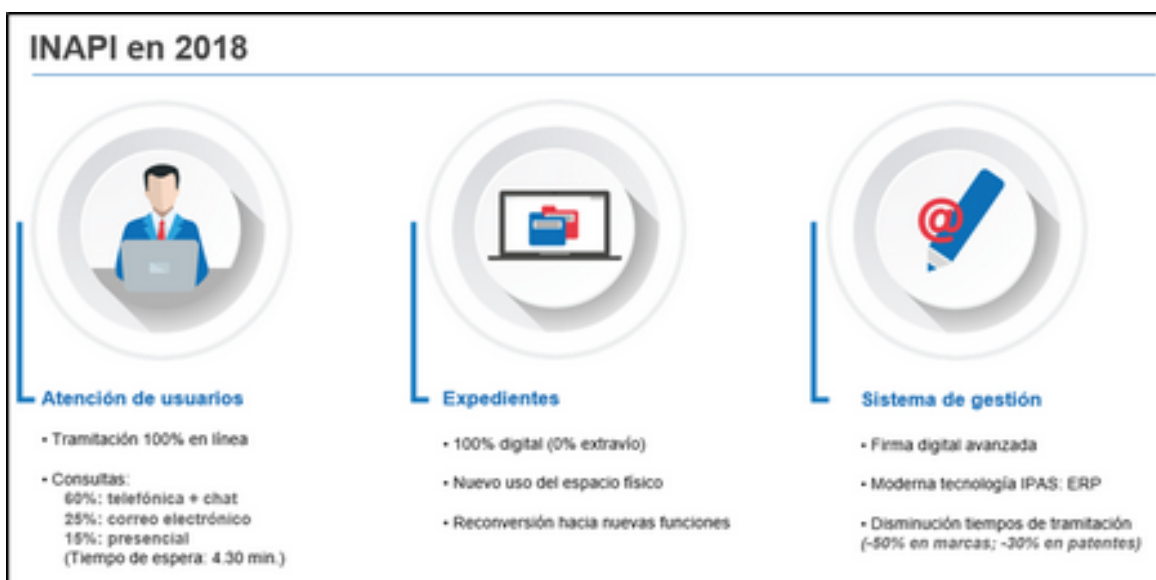 INAPI en 2018
@
Atención de usuarios
• Tramitación 100% en línea
• Consultas:
60%: telefónica + chat
25%: correo electrónico
15%: presencial
(Tiempo de espera: 4.30 min.)
Expedientes
• 100% digital (0% extravío)
• Nuevo uso del espacio físico
• Reconversión hacia nuevas funciones
Sistema de gestión
• Firma digital avanzada
• Moderna tecnología IPAS: ERP
• Disminución tiempos de tramitación
(-50% en marcas; -30% en patentes)